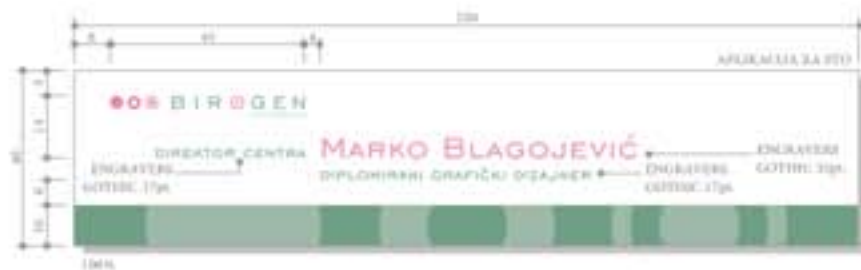 APLIKACIJA ZA STO
BIROGEN
DIREKTOR CENTRA
MARKO BLAGOJEVIĆ
DIPLOMIRANI GRAFIČKI DIZAJNER
ENGRAVERS
GOTHIC 17pt.
ENGRAVERS
GOTHIC 17pt.
ENGRAVERS
GOTHIC
100%